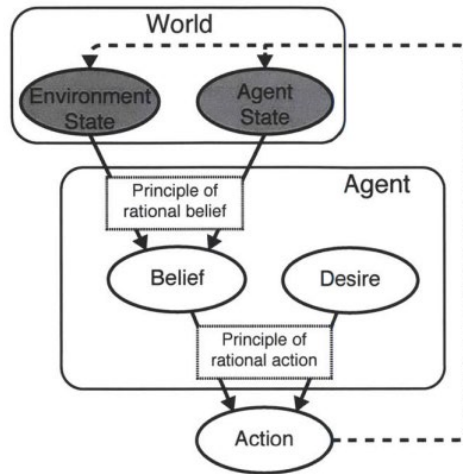 World
Environment
State
Agent
State
Principle of
rational belief
Agent
Belief
Desire
Principle of
rational action
Action